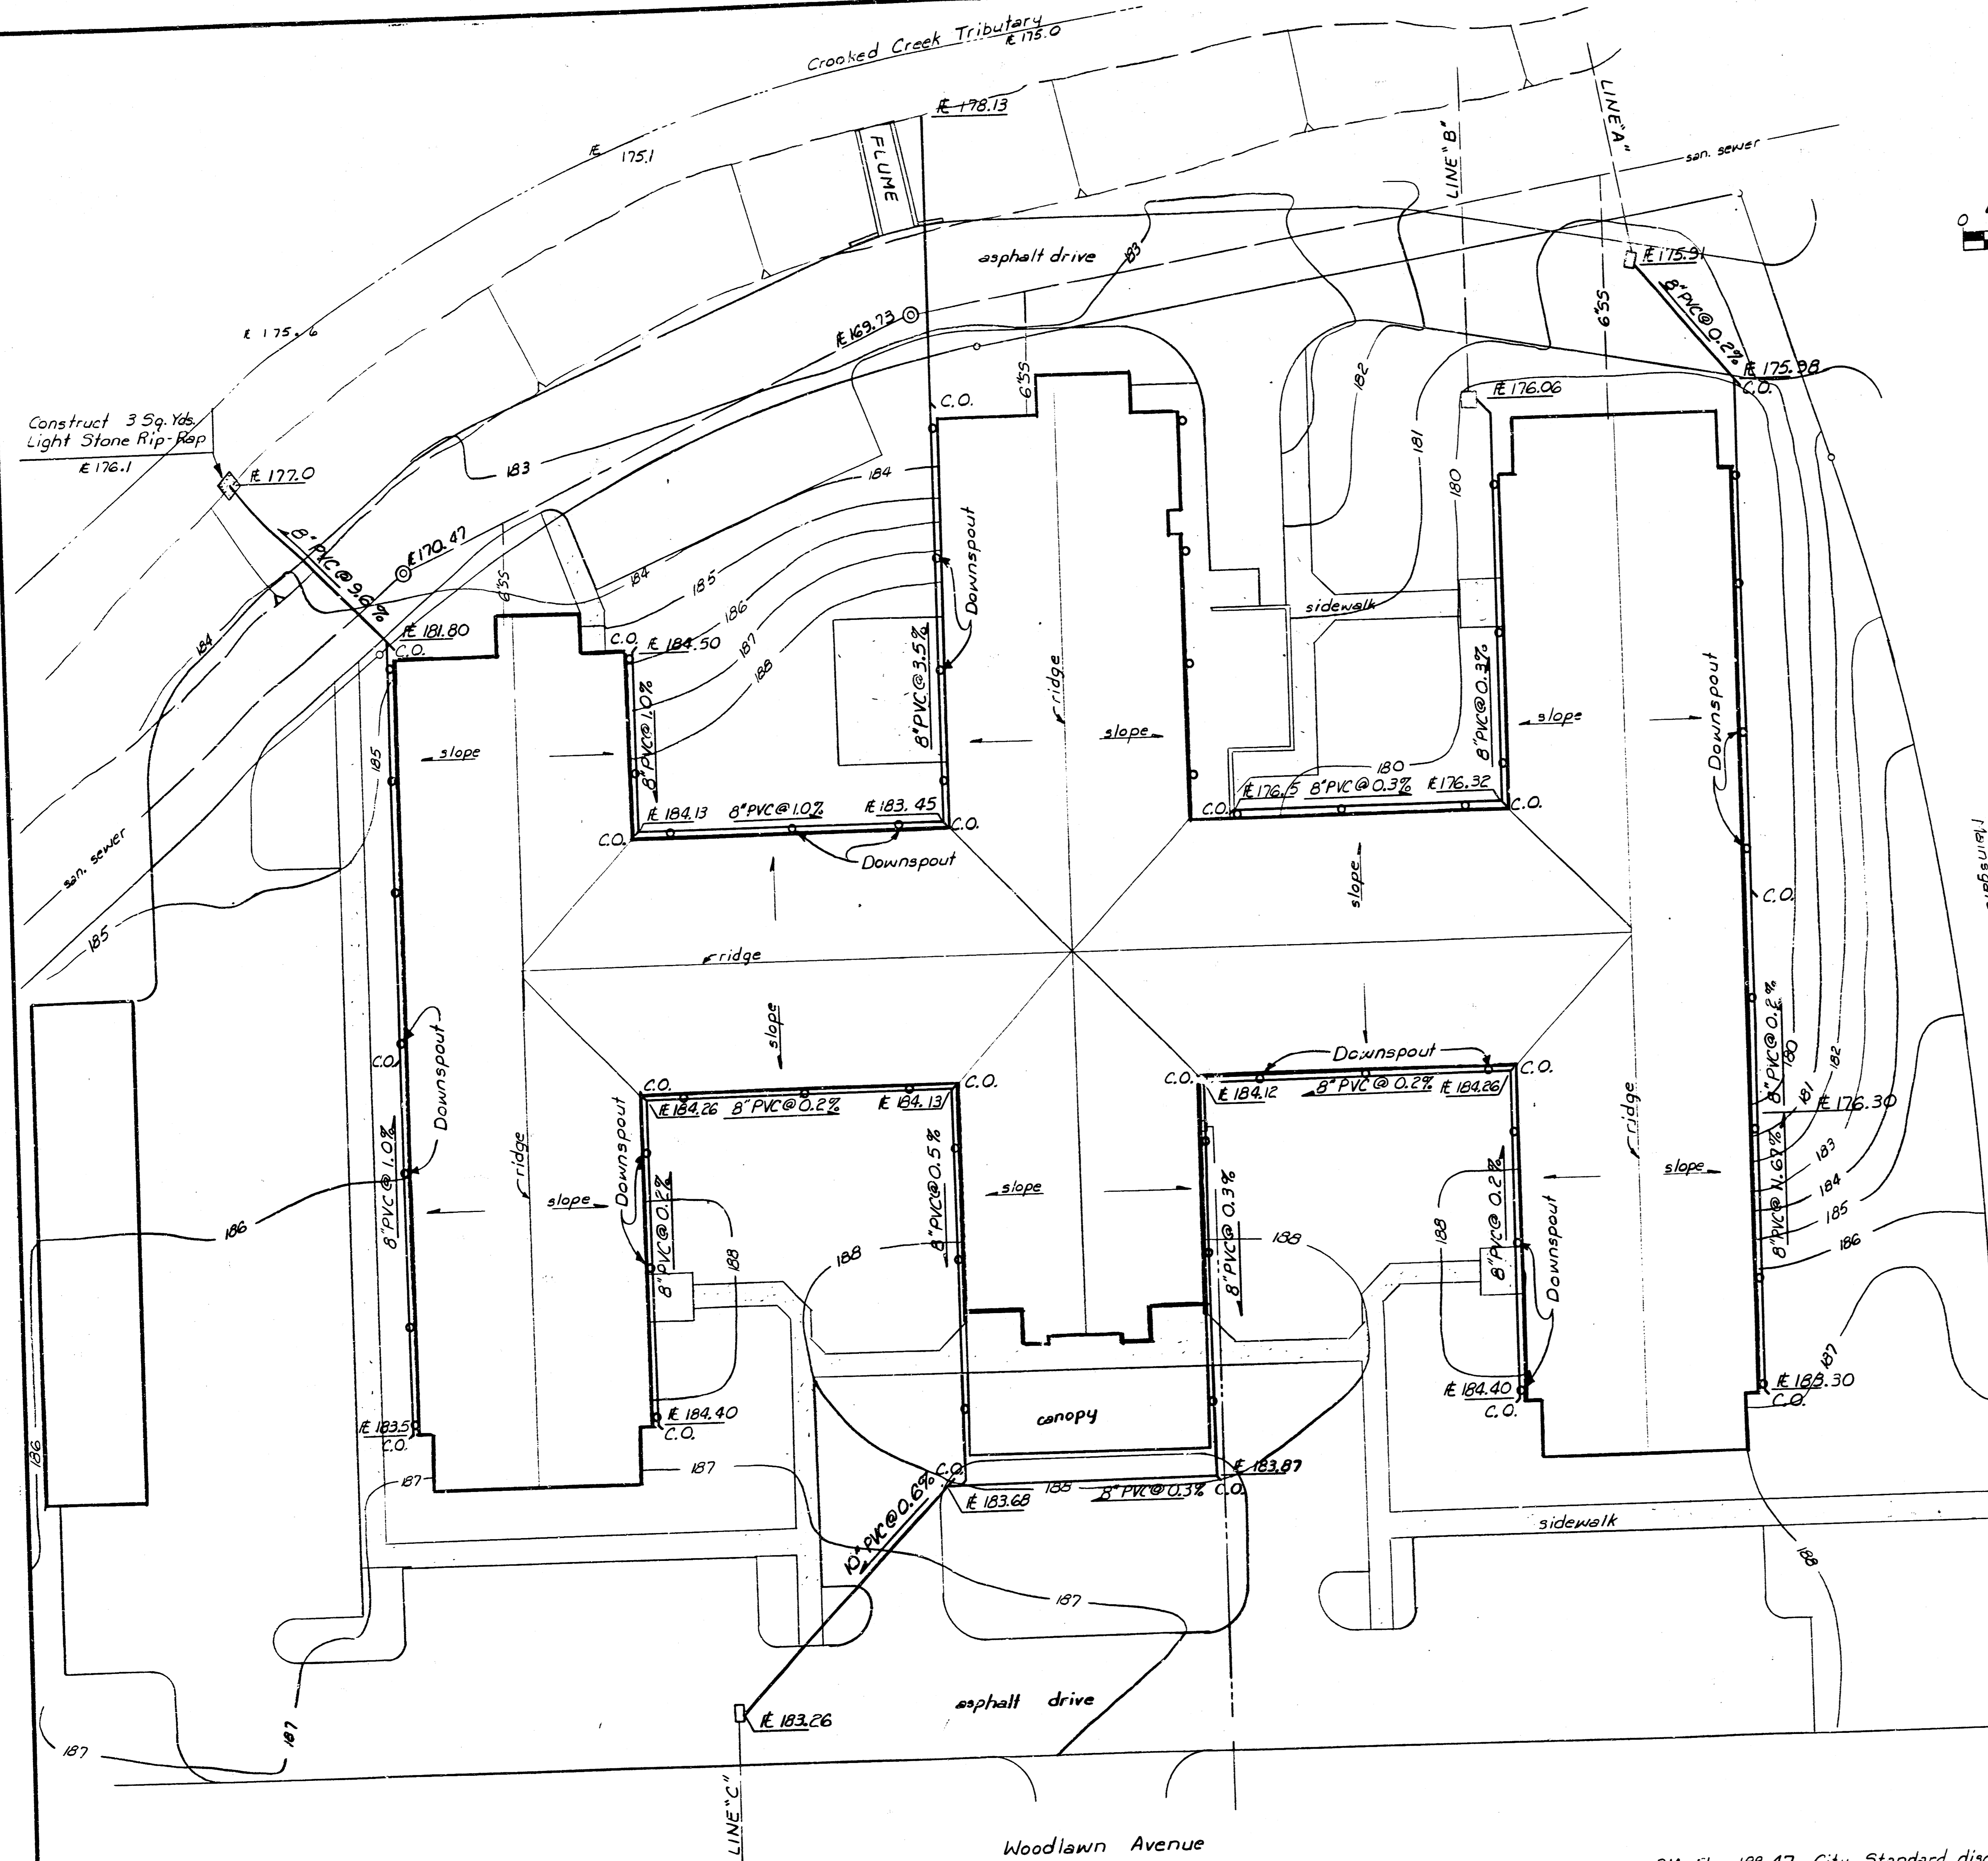 Crooked Creek Tributary
₤ 175.0
₤ 178.13
LINE "A"
LINE "B"
₤ 175.1
FLUME
san. sewer
0
asphalt drive
183
₤ 175.91
6"SS
8"PVC@0.2%
₤ 175.6
₤ 169.73
₤ 175.98
C.O.
6"SS
182
₤ 176.06
C.O.
Construct 3 Sq. Yds.
Light Stone Rip-Rap
₤ 176.1
₤ 177.0
183
184
181
180
8"PVC@9.6%
₤ 170.47
6"SS
184
185
186
187
188
Downspout
sidewalk
184
₤ 181.80
C.O.
C.O.
₤ 184.50
8"PVC@1.0%
8"PVC@3.5%
ridge
8"PVC@0.3%
Downspout
slope
slope
slope
185
180
₤ 184.13
8"PVC@1.0%
₤ 183.45
₤ 176.5
8"PVC@0.3%
₤ 176.32
C.O.
C.O.
C.O.
C.O.
Downspout
san. sewer
slope
C.O.
185
ridge
slope
8"PVC@0.2%
Downspout
C.O.
C.O.
C.O.
C.O.
Downspout
C.O.
₤ 184.26
8"PVC@0.2%
₤ 184.13
₤ 184.12
8"PVC@0.2%
₤ 184.26
180
182
181
₤ 176.30
8"PVC@1.0%
ridge
Downspout
8"PVC@0.5%
ridge
183
slope
slope
slope
8"PVC@0.2%
8"PVC@0.3%
8"PVC@0.2%
Downspout
8"PVC@11.67%
184
185
186
186
188
188
188
188
187
₤ 183.5
C.O.
₤ 184.40
C.O.
canopy
₤ 184.40
C.O.
₤ 183.30
C.O.
186
187
187
C.O.
₤ 183.87
188
8"PVC@0.3%
C.O.
₤ 183.68
10"PVC@0.6%
sidewalk
188
187
187
187
asphalt drive
₤ 183.26
LINE "C"
Woodlawn Avenue